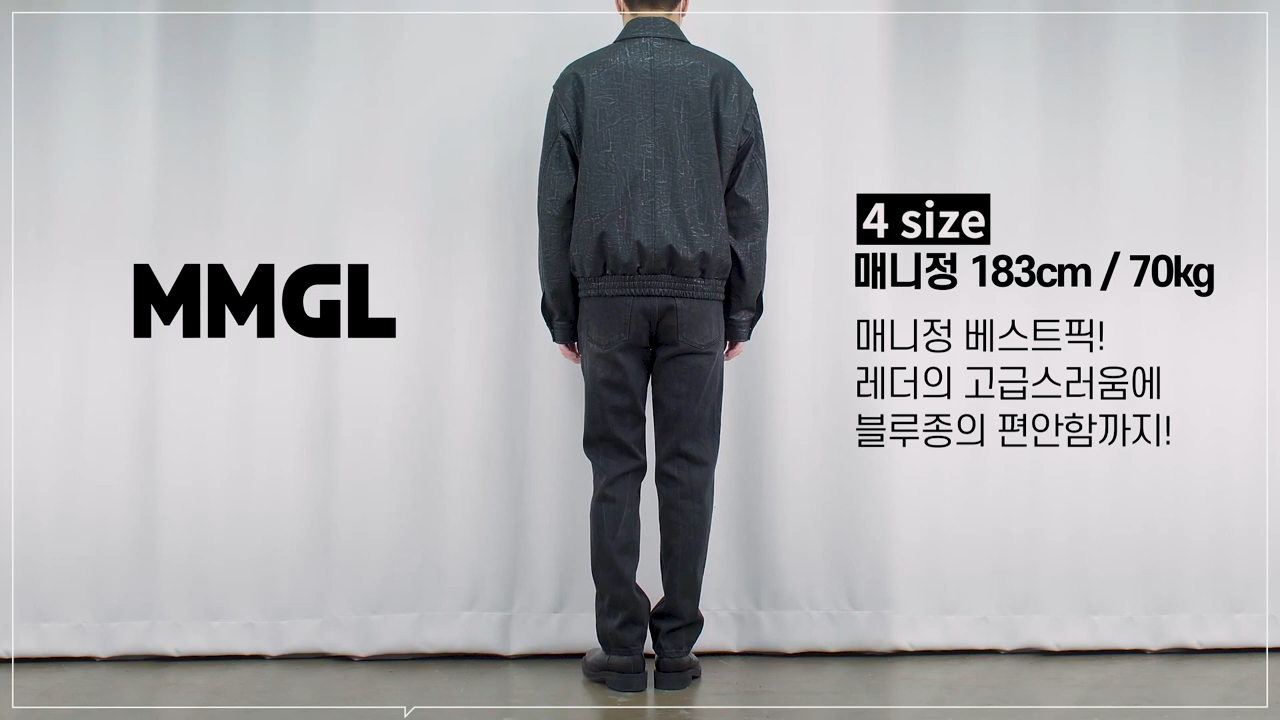 MMGL
4 size
매니정 183cm / 70kg
매니정 베스트픽!
레더의 고급스러움에
블루종의 편안함까지!